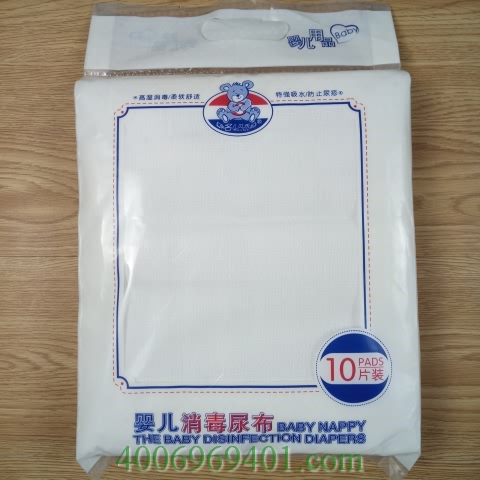 婴儿用品 Baby
高温消毒/柔软舒适
特强吸水/防止尿疹
10 PADS
片装
婴儿消毒尿布 BABY NAPPY
THE BABY DISINFECTION DIAPERS
4006969401.com